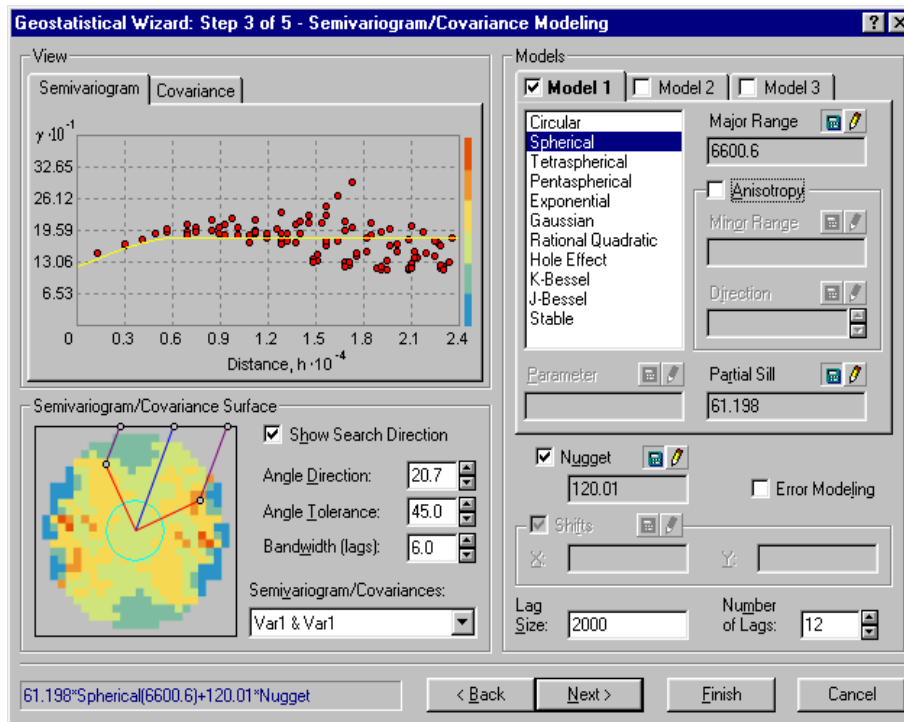 Geostatistical Wizard: Step 3 of 5 - Semivariogram/Covariance Modeling
View
Semivariogram
Covariance
γ·10⁻¹
32.65
26.12
19.59
13.06
6.53
0 0.3 0.6 0.9 1.2 1.5 1.8 2.1 2.4
Distance, h·10⁻⁴
Semivariogram/Covariance Surface
Show Search Direction
Angle Direction: 20.7
Angle Tolerance: 45.0
Bandwidth (lags): 6.0
Semivariogram/Covariances:
Var1 & Var1
Models
Model 1
Model 2
Model 3
Circular
Spherical
Tetraspherical
Pentaspherical
Exponential
Gaussian
Rational Quadratic
Hole Effect
K-Bessel
J-Bessel
Stable
Major Range
6600.6
Anisotropy
Minor Range
Direction
Parameter
Partial Sill
61.198
Nugget
120.01
Error Modeling
Shifts
X:
Y:
Lag Size: 2000
Number of Lags: 12
61.198*Spherical(6600.6)+120.01*Nugget
< Back
Next >
Finish
Cancel